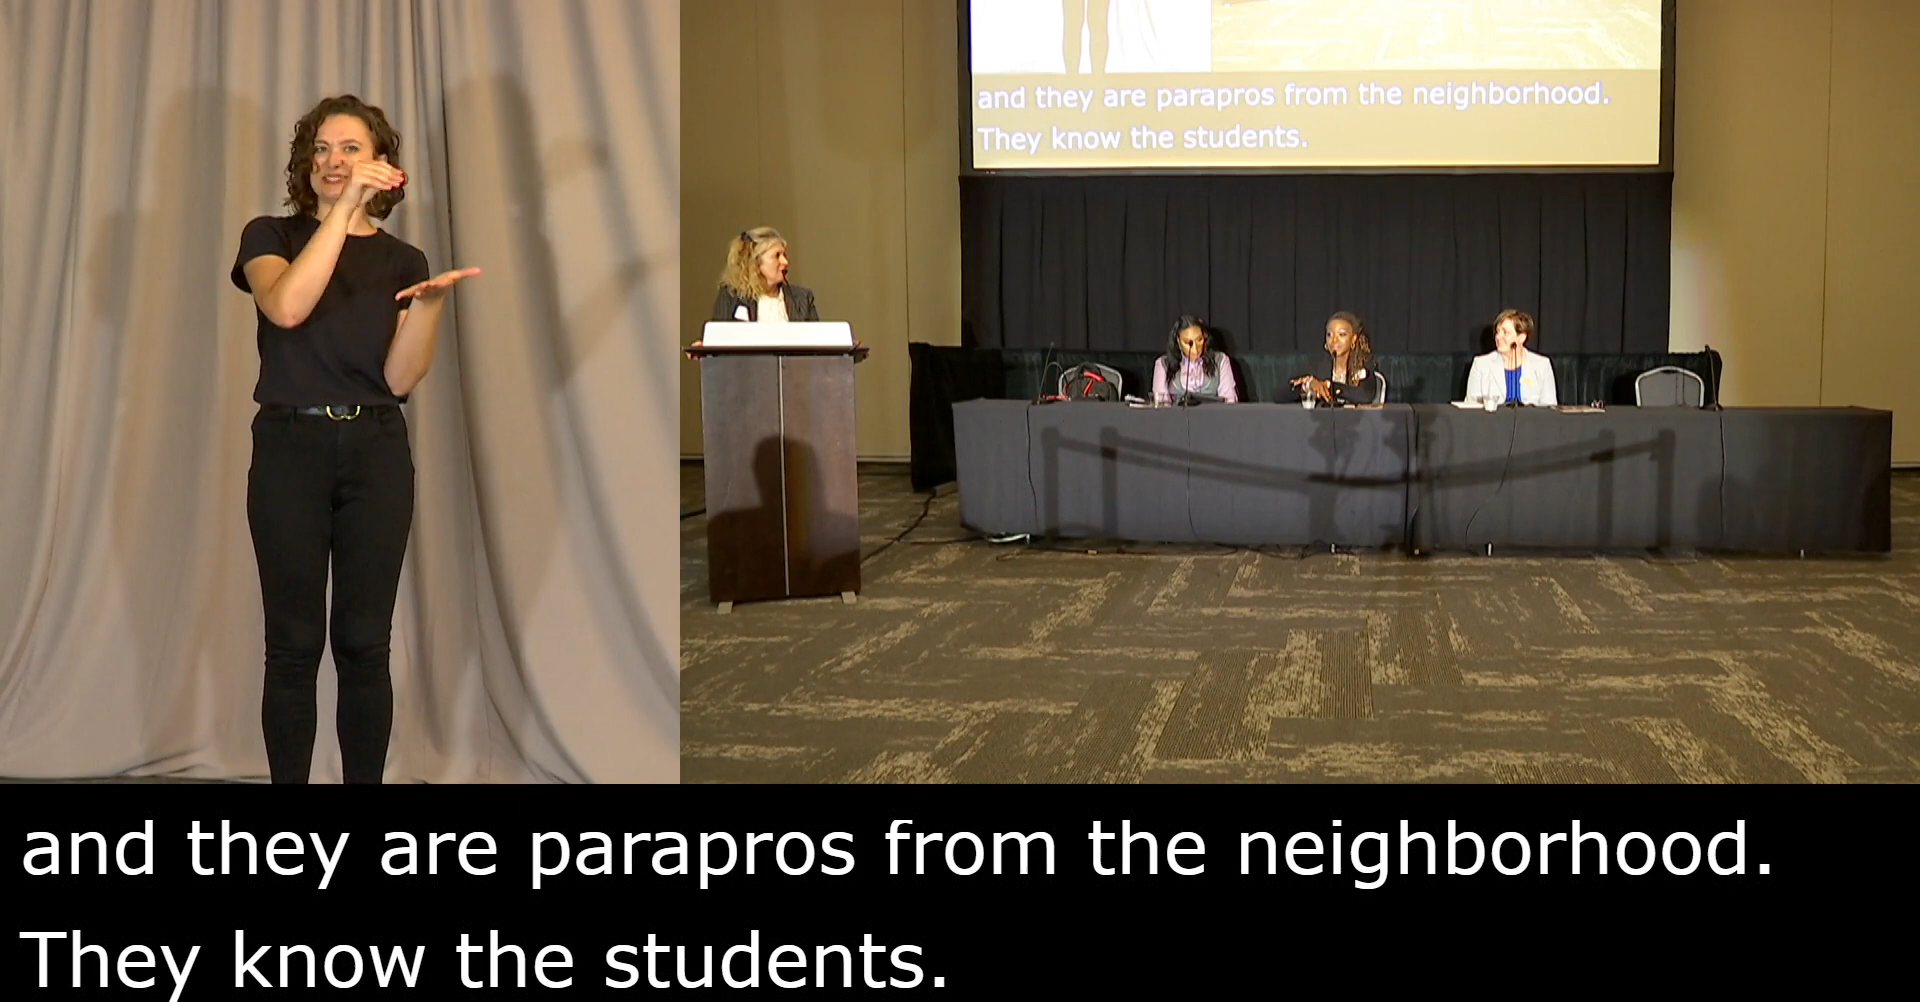 and they are parapros from the neighborhood.
They know the students.
and they are parapros from the neighborhood.
They know the students.